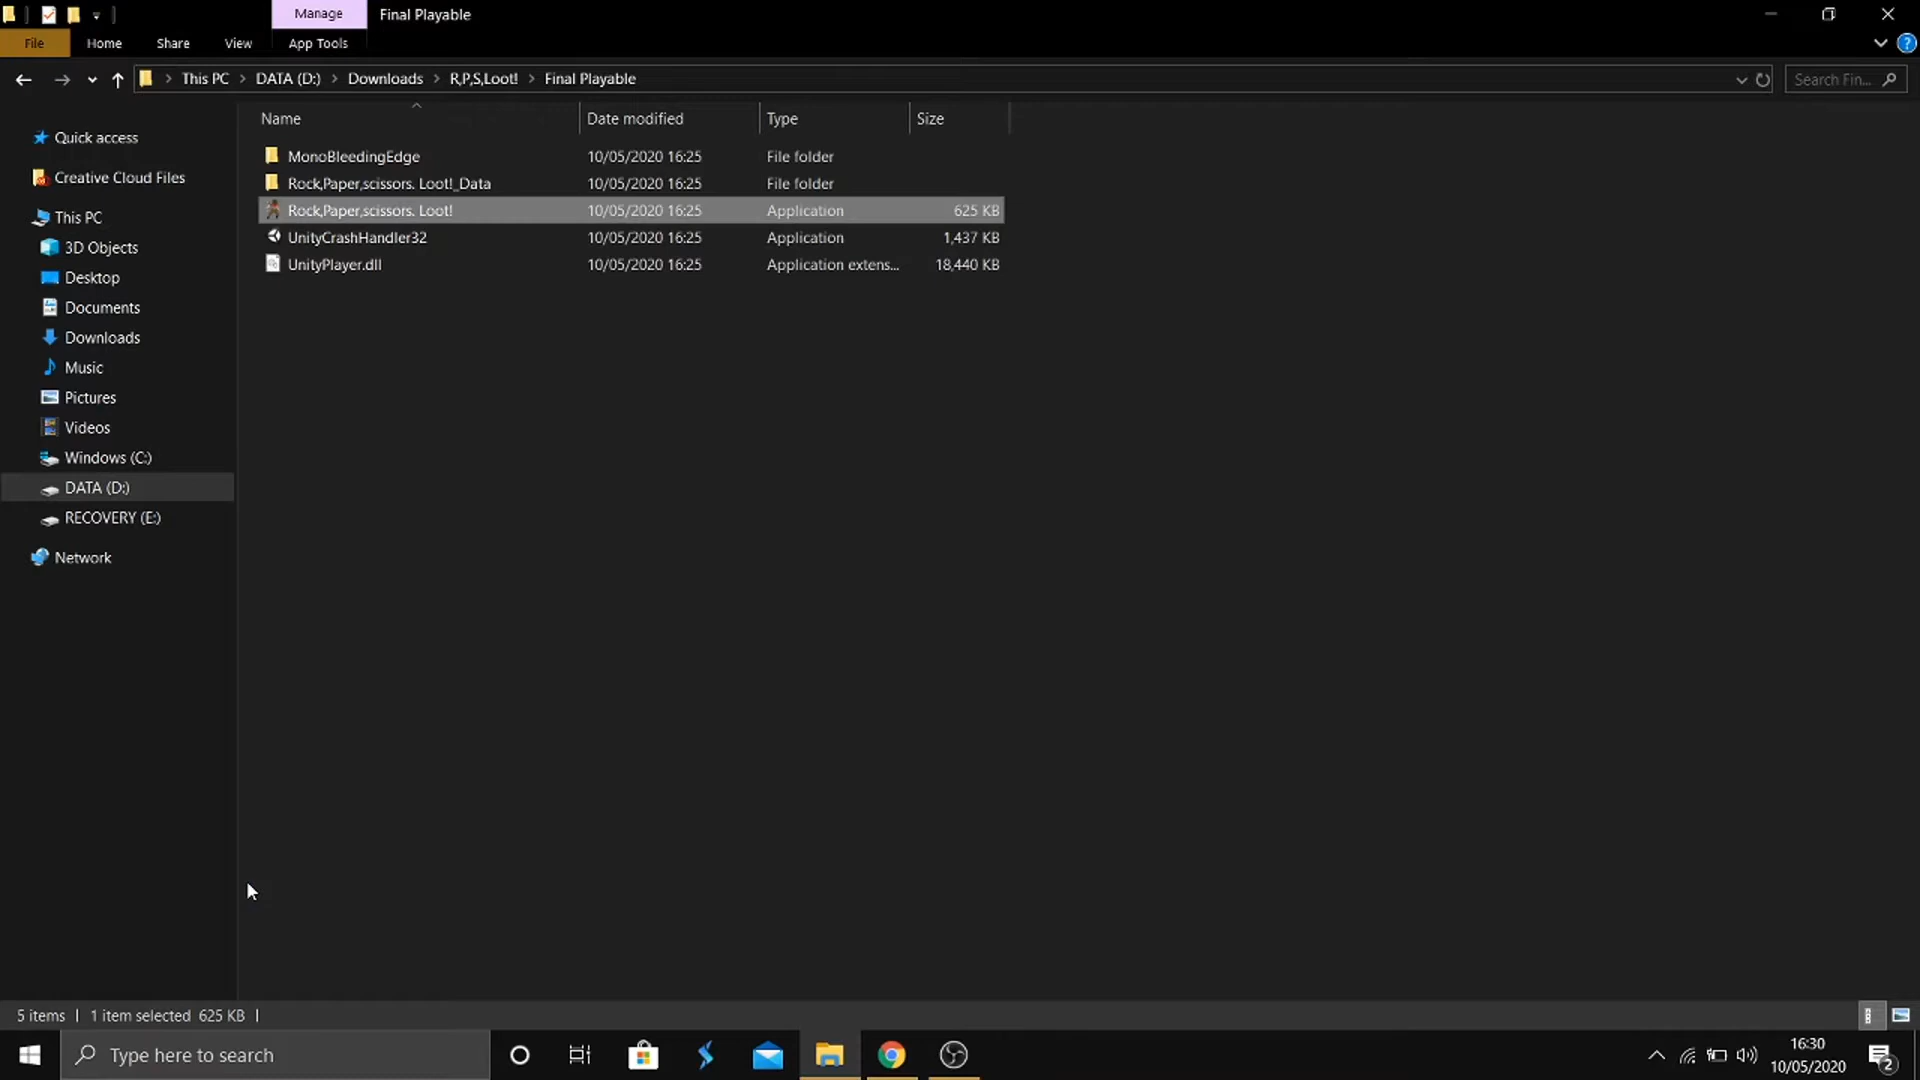 Manage
Final Playable
File
Home
Share
View
App Tools
This PC
DATA (D:)
Downloads
R,P,S,Loot!
Final Playable
Search Fin...
Name
Date modified
Type
Size
Quick access
Creative Cloud Files
This PC
3D Objects
Desktop
Documents
Downloads
Music
Pictures
Videos
Windows (C:)
DATA (D:)
RECOVERY (E:)
Network
MonoBleedingEdge 10/05/2020 16:25 File folder
Rock,Paper,scissors. Loot!_Data 10/05/2020 16:25 File folder
Rock,Paper,scissors. Loot! 10/05/2020 16:25 Application 625 KB
UnityCrashHandler32 10/05/2020 16:25 Application 1,437 KB
UnityPlayer.dll 10/05/2020 16:25 Application extens... 18,440 KB
5 items
1 item selected 625 KB
Type here to search
16:30
10/05/2020
2